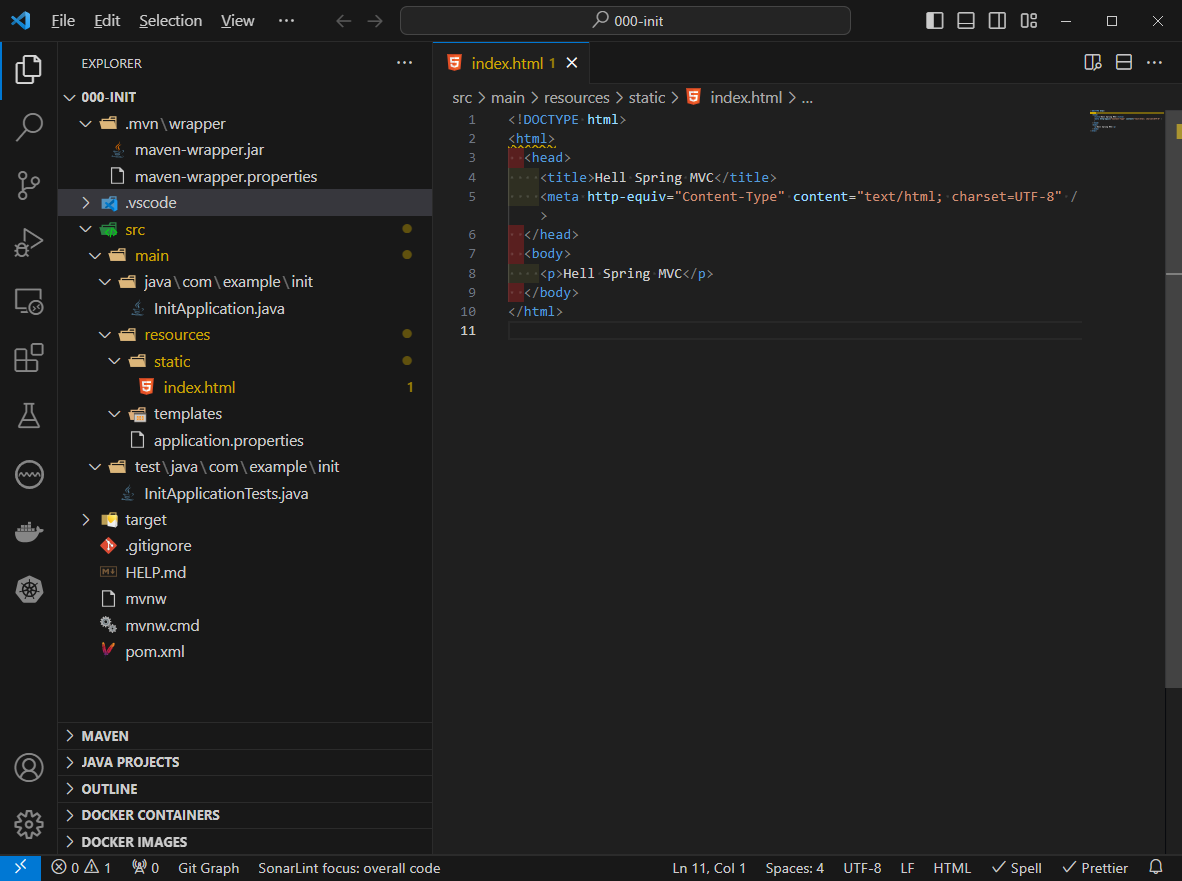 File Edit Selection View ··· 000-init
EXPLORER ···
index.html 1
000-INIT
src > main > resources > static > index.html > ...
.mvn\wrapper
maven-wrapper.jar
maven-wrapper.properties
.vscode
src
main
java\com\example\init
InitApplication.java
resources
static
index.html 1
templates
application.properties
test\java\com\example\init
InitApplicationTests.java
target
.gitignore
HELP.md
mvnw
mvnw.cmd
pom.xml
MAVEN
JAVA PROJECTS
OUTLINE
DOCKER CONTAINERS
DOCKER IMAGES
1 <!DOCTYPE html>
2 <html>
3 <head>
4 <title>Hell Spring MVC</title>
5 <meta http-equiv="Content-Type" content="text/html; charset=UTF-8" /
>
6 </head>
7 <body>
8 <p>Hell Spring MVC</p>
9 </body>
10 </html>
11
0 1 0 Git Graph SonarLint focus: overall code Ln 11, Col 1 Spaces: 4 UTF-8 LF HTML Spell Prettier